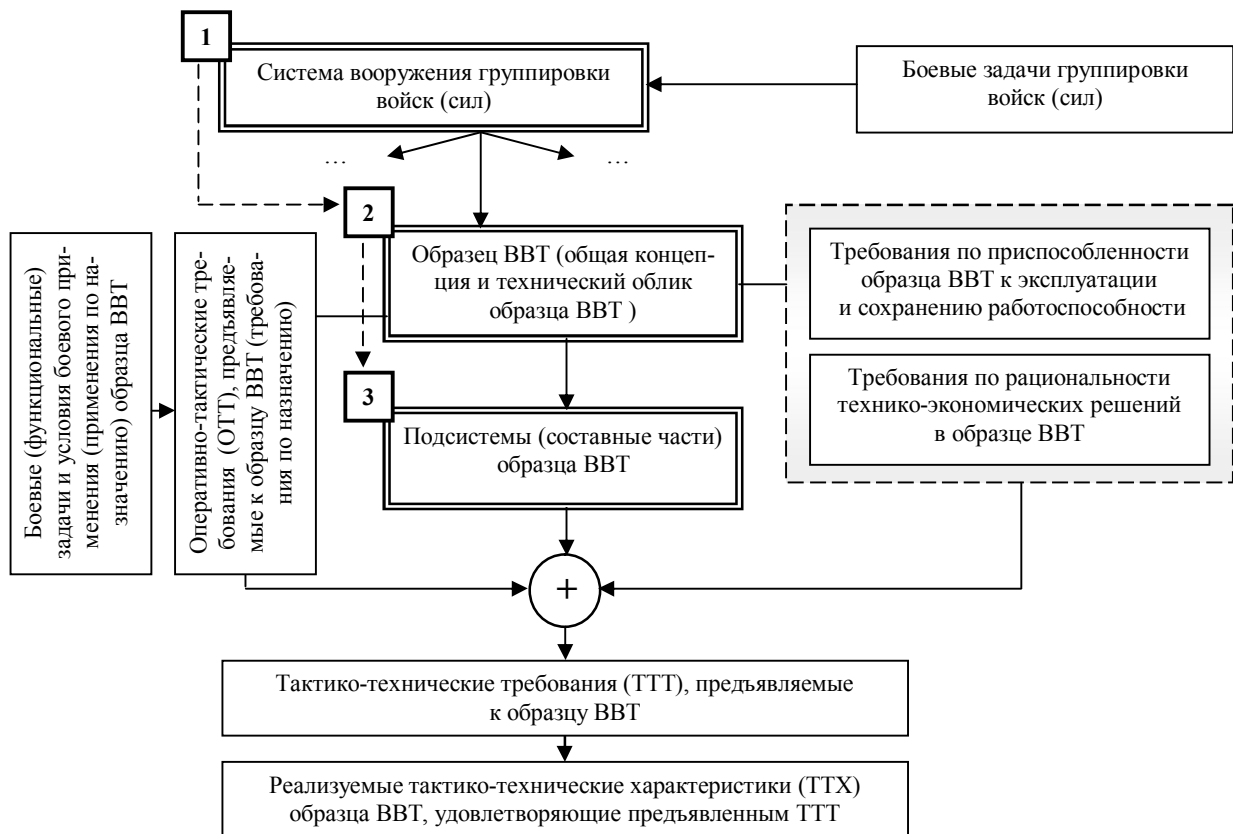 1
Система вооружения группировки
войск (сил)
Боевые задачи группировки
войск (сил)
...
...
2
Образец ВВТ (общая концеп-
ция и технический облик
образца ВВТ )
Требования по приспособленности
образца ВВТ к эксплуатации
и сохранению работоспособности
Требования по рациональности
технико-экономических решений
в образце ВВТ
Боевые (функциональные)
задачи и условия боевого при-
менения (применения по на-
значению) образца ВВТ
Оперативно-тактические тре-
бования (ОТТ), предъявляе-
мые к образцу ВВТ (требова-
ния по назначению)
3
Подсистемы (составные части)
образца ВВТ
+
Тактико-технические требования (ТТТ), предъявляемые
к образцу ВВТ
Реализуемые тактико-технические характеристики (ТТХ)
образца ВВТ, удовлетворяющие предъявленным ТТТ